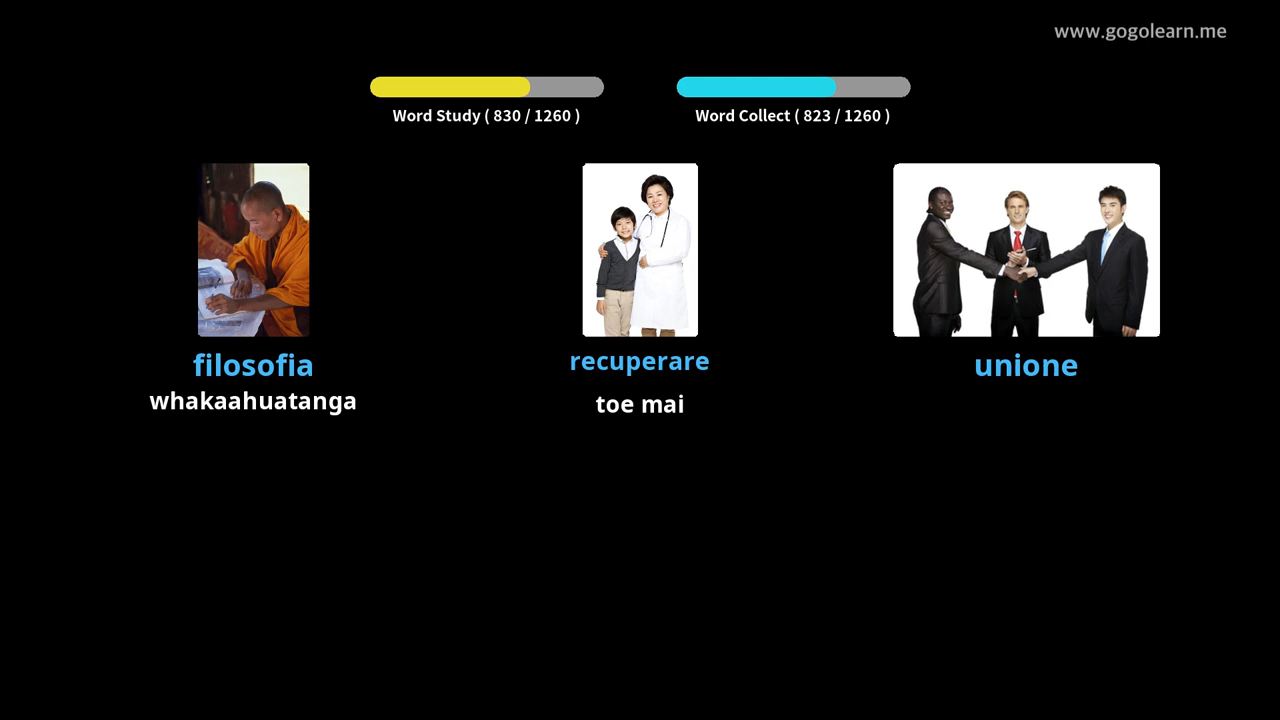 www.gogolearn.me
Word Study ( 830 / 1260 )
Word Collect ( 823 / 1260 )
filosofia
whakaahuatanga
recuperare
toe mai
unione